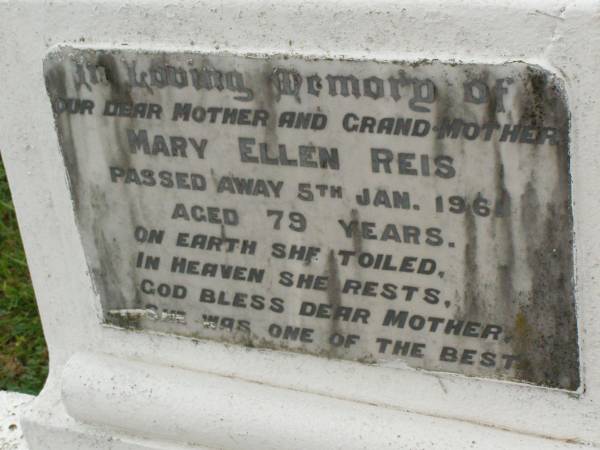 In Loving Memory of
OUR DEAR MOTHER AND GRAND-MOTHER
MARY ELLEN REIS
PASSED AWAY 5TH JAN.
AGED 79 YEARS.
ON EARTH SHE TOILED,
IN HEAVEN SHE RESTS,
GOD BLESS DEAR MOTHER,
SHE WAS ONE OF THE BEST